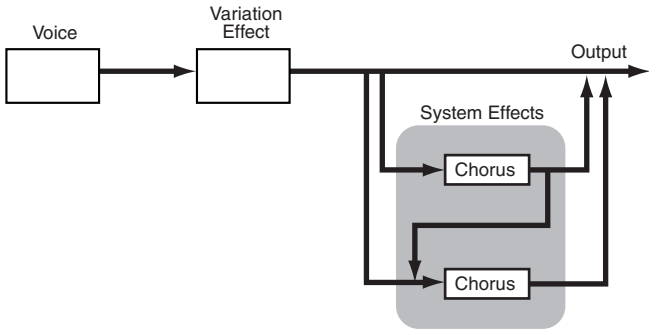 Voice
Variation
Effect
Output
System Effects
Chorus
Chorus